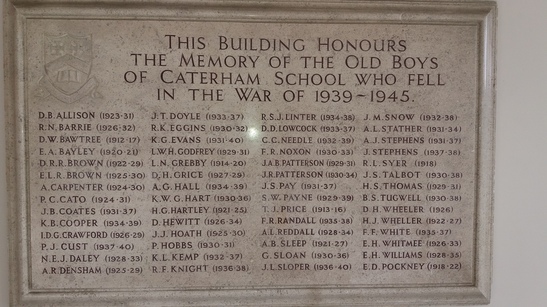 THIS BUILDING HONOURS
THE MEMORY OF THE OLD BOYS
OF CATERHAM SCHOOL WHO FELL
IN THE WAR OF 1939-1945.
D.B. ALLISON (1923-31)
R.N. BARRIE (1926-32)
D.W. BAWTREE (1912-17)
E.A. BAYLEY (1920-21)
D.R.R. BROWN (1922-29)
E.L.R. BROWN (1925-30)
A. CARPENTER (1924-30)
P.C. CATO (1924-31)
J.B. COATES (1931-37)
K.B. COOPER (1934-39)
I.D.G. CRAWFORD (1926-29)
P.J. CUST (1937-40)
N.E.J. DALEY (1928-33)
A.R. DENSHAM (1925-29)
J.T. DOYLE (1933-37)
R.K. EGGINS (1930-32)
K.G. EVANS (1931-40)
L.W.H. GODFREY (1929-31)
L.N. GREBBY (1914-20)
D.H. GRICE (1927-29)
A.G. HALL (1934-39)
K.W.G. HART (1930-36)
H.G. HARTLEY (1921-25)
D. HEWITT (1926-34)
J.J. HOATH (1925-30)
P. HOBBS (1930-31)
K.L. KEMP (1932-37)
R.F. KNIGHT (1936-38)
R.S.J. LINTER (1934-38)
D.D. LOWCOCK (1933-37)
C.C. NEEDLE (1932-39)
F.R. NOXON (1930-33)
J.A.B. PATTERSON (1929-31)
J.R. PATTERSON (1930-34)
J.S. PAY (1931-37)
S.W. PAYNE (1929-39)
T.J. PRICE (1913-16)
F.R. RANDALL (1935-38)
A.L. REDDALL (1928-34)
A.B. SLEEP (1921-27)
G. SLOAN (1930-36)
J.L. SLOPER (1936-40)
J.M. SNOW (1932-38)
A.L. STATHER (1931-34)
A.J. STEPHENS (1931-37)
J. STEPHENS (1937-38)
R.L. SYER (1918)
J.S. TALBOT (1930-38)
H.S. THOMAS (1929-31)
B.S. TUGWELL (1930-38)
D.H. WHEELER (1926)
H.J. WHEELER (1922-27)
F.F. WHITE (1935-37)
E.H. WHITMEE (1926-33)
E.H. WILLIAMS (1928-35)
E.D. POCKNEY (1918-22)